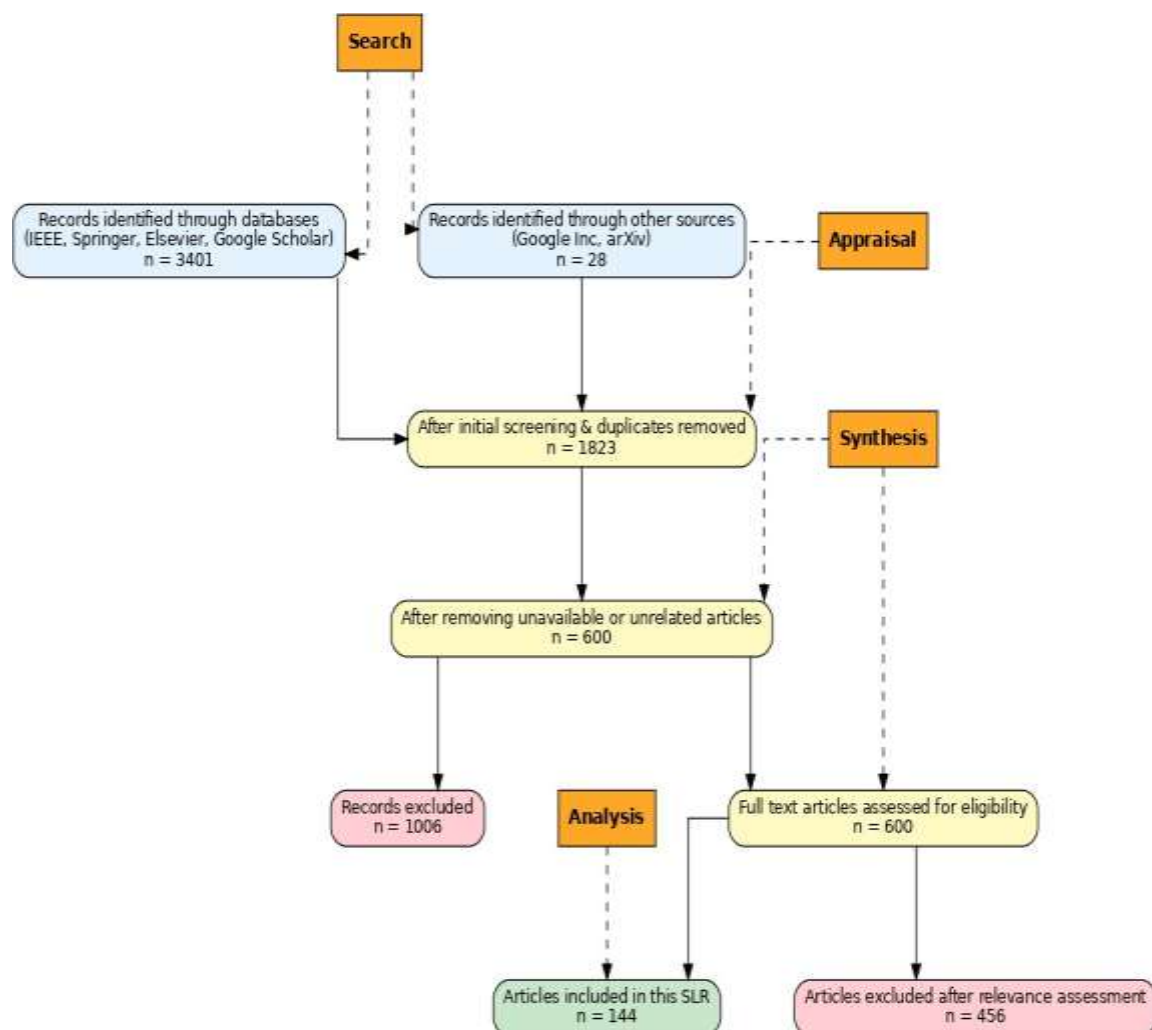 Search
Records identified through databases
(IEEE, Springer, Elsevier, Google Scholar)
n = 3401
Records identified through other sources
(Google Inc, arXiv)
n = 28
Appraisal
After initial screening & duplicates removed
n = 1823
Synthesis
After removing unavailable or unrelated articles
n = 600
Records excluded
n = 1006
Analysis
Full text articles assessed for eligibility
n = 600
Articles included in this SLR
n = 144
Articles excluded after relevance assessment
n = 456